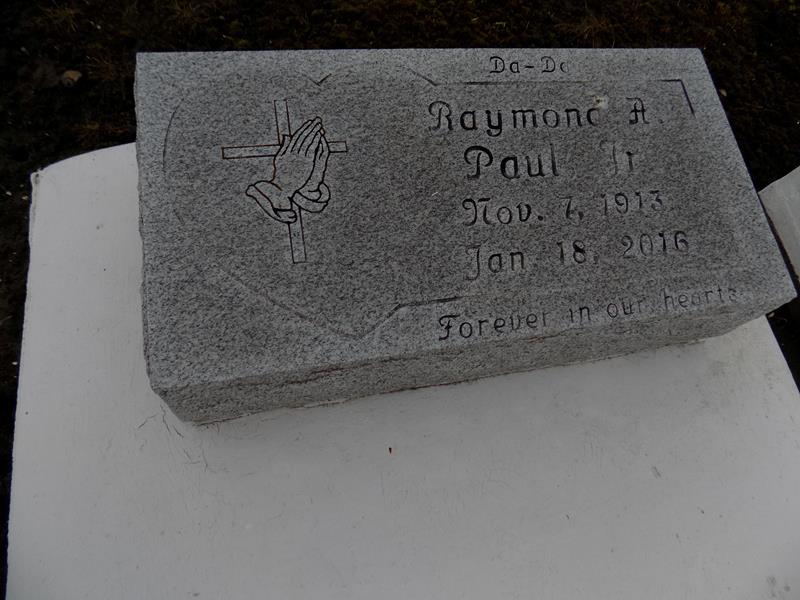 Da-Da
Raymond A.
Paul Jr
Nov. 7, 1913
Jan 18, 2016
Forever in our hearts